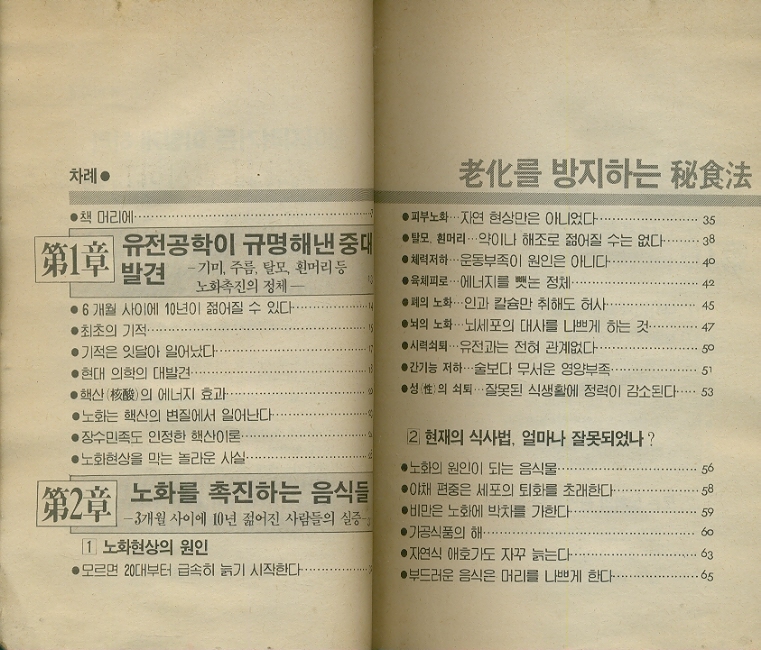 차례●
●책 머리에
第1章 유전공학이 규명해낸 중대
발견 -기미, 주름, 탈모, 흰머리등
노화촉진의 정체-
●6개월 사이에 10년이 젊어질 수 있다
●최초의 기적
●기적은 잇달아 일어났다
●현대 의학의 대발견
●핵산(核酸)의 에너지 효과
●노화는 핵산의 변질에서 일어난다
●장수민족도 인정한 핵산이론
●노화현상을 막는 놀라운 사실
第2章 노화를 촉진하는 음식들
-3개월 사이에 10년 젊어진 사람들의 실증-
1 노화현상의 원인
●모르면 20대부터 급속히 늙기 시작한다
老化를 방지하는 秘食法
●피부노화…자연 현상만은 아니었다 35
●탈모, 흰머리…약이나 해조로 젊어질 수는 없다 38
●체력저하…운동부족이 원인은 아니다 40
●육체피로…에너지를 뺏는 정체 42
●폐의 노화…인과 칼슘만 취해도 허사 45
●뇌의 노화…뇌세포의 대사를 나쁘게 하는 것 47
●시력쇠퇴…유전과는 전혀 관계없다 50
●간기능 저하…술보다 무서운 영양부족 51
●성(性)의 쇠퇴…잘못된 식생활에 정력이 감소된다 53
2 현재의 식사법, 얼마나 잘못되었나?
●노화의 원인이 되는 음식물 56
●야채 편중은 세포의 퇴화를 초래한다 58
●비만은 노화에 박차를 가한다 59
●가공식품의 해 60
●자연식 애호가도 자꾸 늙는다 63
●부드러운 음식은 머리를 나쁘게 한다 65